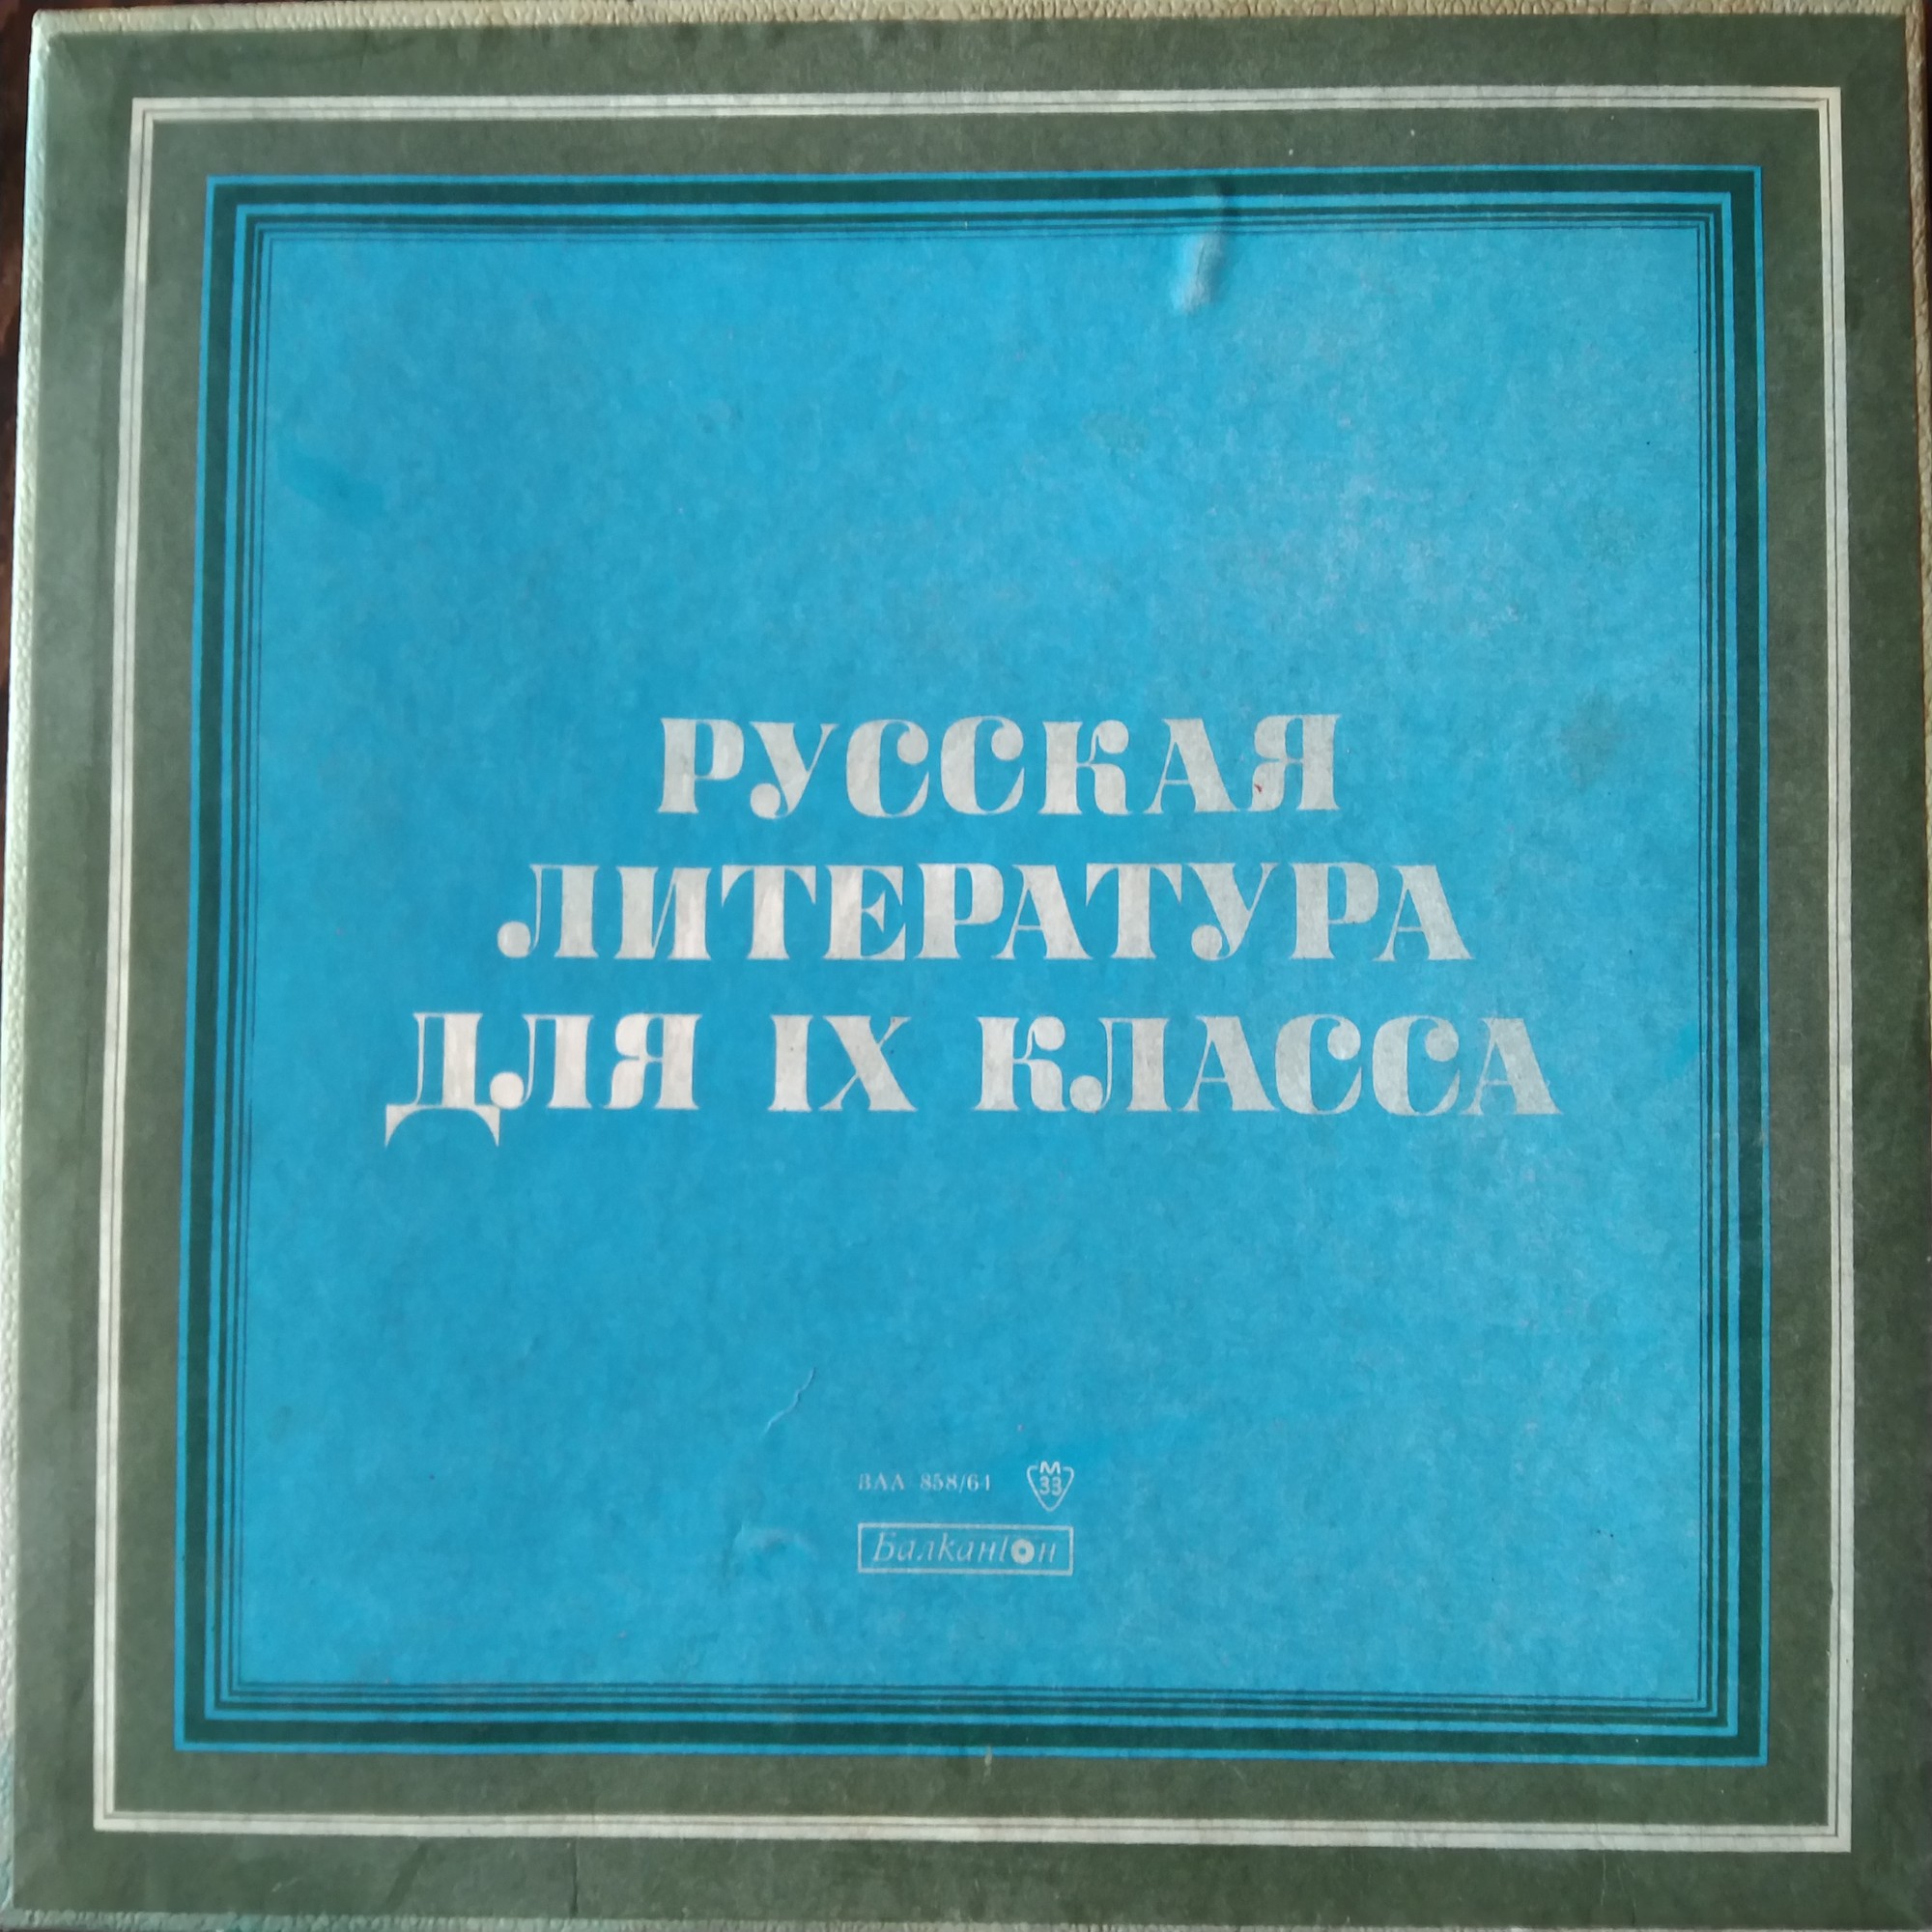 РУССКАЯ
ЛИТЕРАТУРА
ДЛЯ IX КЛАССА
ВАА 858/64
М
33
Балкантон